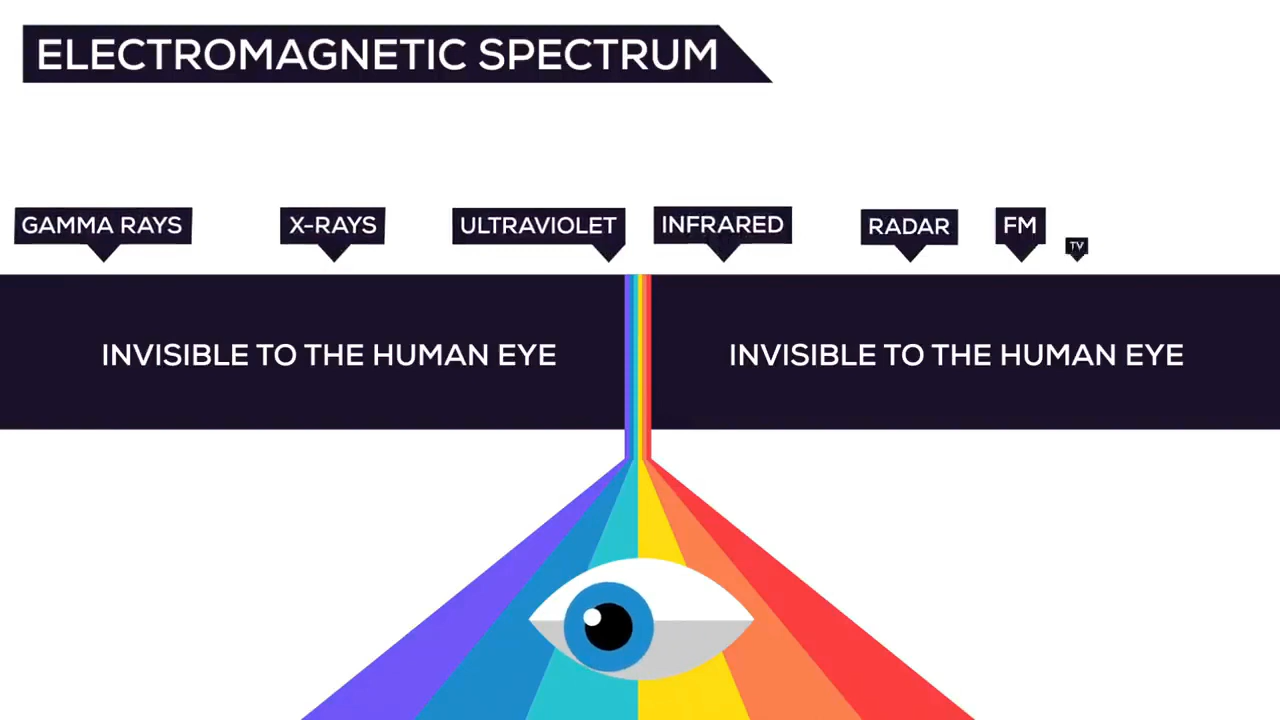 ELECTROMAGNETIC SPECTRUM
GAMMA RAYS
X-RAYS
ULTRAVIOLET
INFRARED
RADAR
FM
TV
INVISIBLE TO THE HUMAN EYE
INVISIBLE TO THE HUMAN EYE